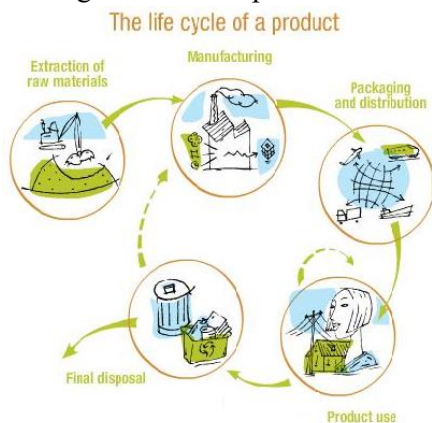 The life cycle of a product
Extraction of
raw materials
Manufacturing
Packaging
and distribution
Final disposal
Product use